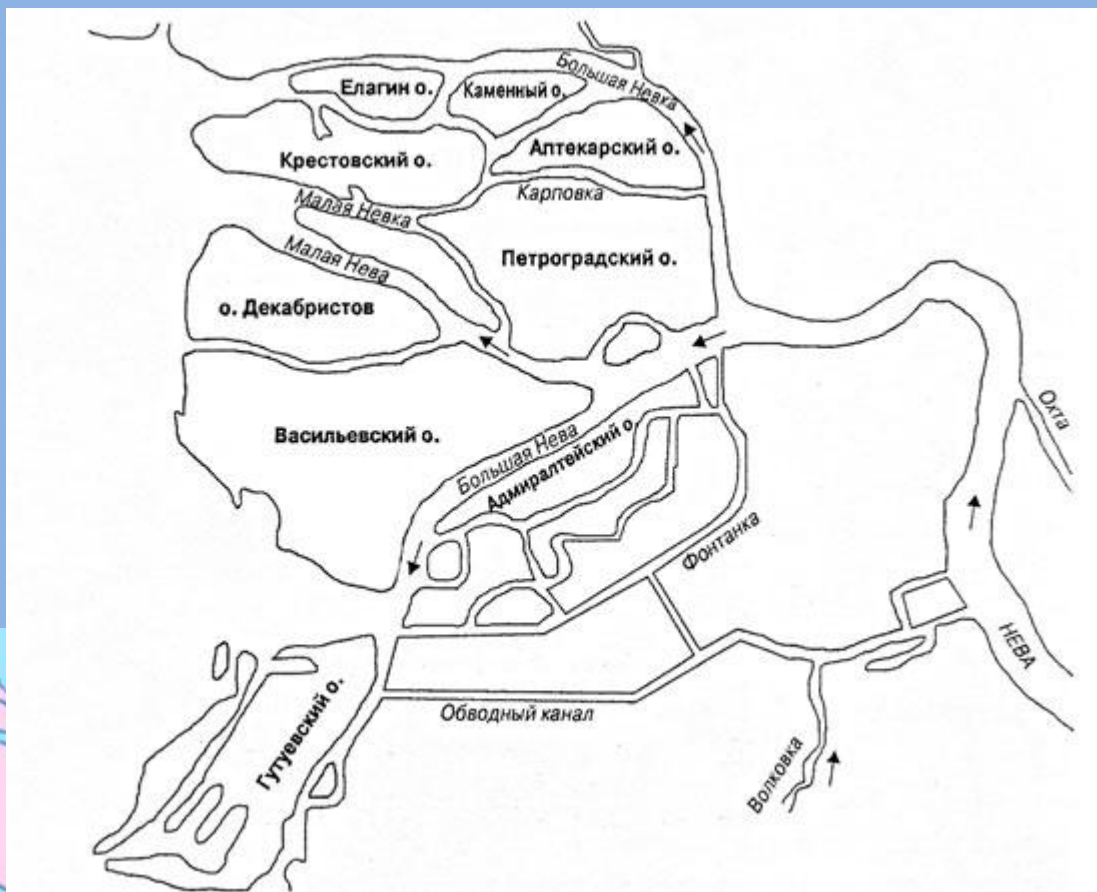 Большая Невка
Елагин о.
Каменный о.
Аптекарский о.
Крестовский о.
Карповка
Малая Невка
Малая Нева
Петроградский о.
о. Декабристов
Охта
Васильевский о.
Большая Нева
Адмиралтейский о.
Фонтанка
НЕВА
Гутуевский о.
Обводный канал
Волковка